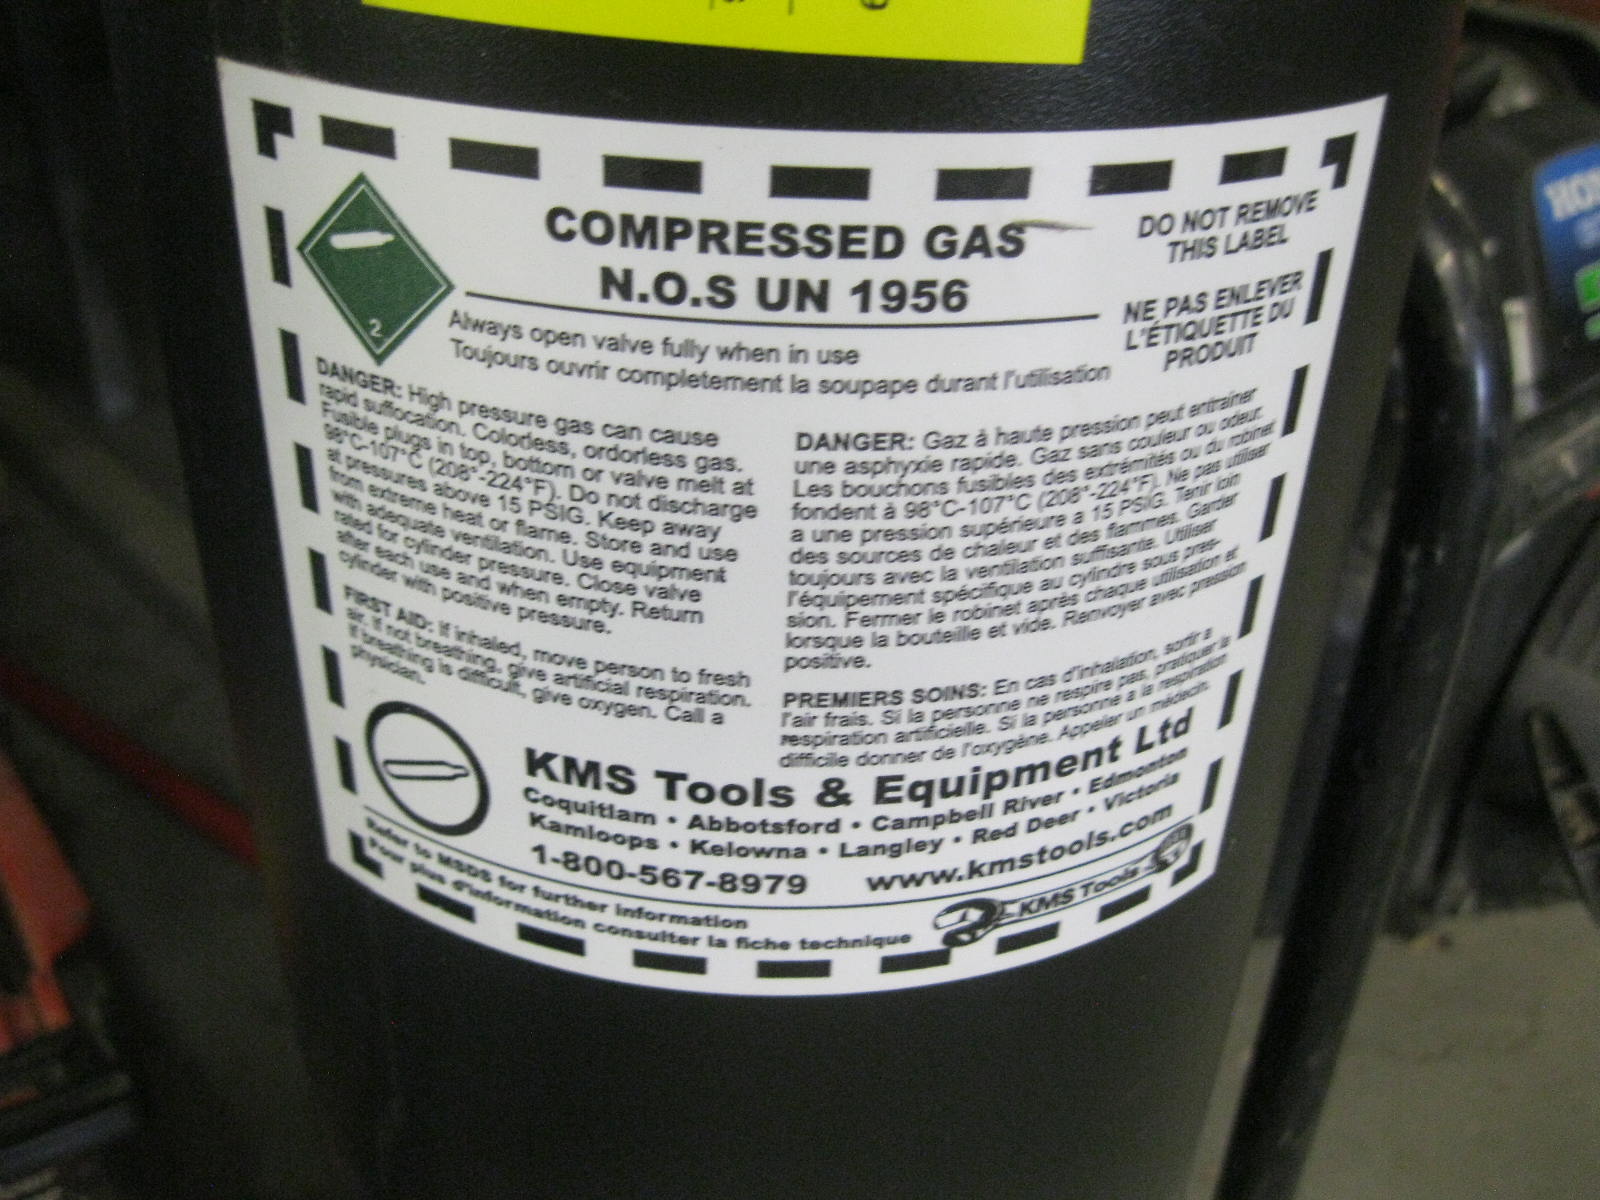 COMPRESSED GAS
N.O.S UN 1956
DO NOT REMOVE
THIS LABEL
NE PAS ENLEVER
L'ÉTIQUETTE DU
PRODUIT
2
Always open valve fully when in use
Toujours ouvrir completement la soupape durant l'utilisation
DANGER: High pressure gas can cause
rapid suffocation. Colorless, ordorless gas.
Fusible plugs in top, bottom or valve melt at
98°C-107°C (208°-224°F). Do not discharge
at pressures above 15 PSIG. Keep away
from extreme heat or flame. Store and use
with adequate ventilation. Use equipment
rated for cylinder pressure. Close valve
after each use and when empty. Return
cylinder with positive pressure.
FIRST AID: If inhaled, move person to fresh
air. If not breathing, give artificial respiration.
If breathing is difficult, give oxygen. Call a
physician.
DANGER: Gaz à haute pression peut entraîner
une asphyxie rapide. Gaz sans couleur ou odeur.
Les bouchons fusibles des extrémités ou du robinet
fondent à 98°C-107°C (208°-224°F). Ne pas utiliser
a une pression supérieure a 15 PSIG. Tenir loin
des sources de chaleur et des flammes. Garder
toujours avec la ventilation suffisante. Utiliser
l'équipement spécifique au cylindre sous pres-
sion. Fermer le robinet après chaque utilisation et
lorsque la bouteille et vide. Renvoyer avec pression
positive.
PREMIERS SOINS: En cas d'inhalation, sortir a
l'air frais. Si la personne ne respire pas, pratiquer la
respiration artificielle. Si la personne a la respiration
difficile donner de l'oxygène. Appeler un médecin.
KMS Tools & Equipment Ltd
Coquitlam • Abbotsford • Campbell River • Edmonton
Kamloops • Kelowna • Langley • Red Deer • Victoria
1-800-567-8979 www.kmstools.com
Refer to MSDS for further information
Pour plus d'information consulter la fiche technique
KMS Tools